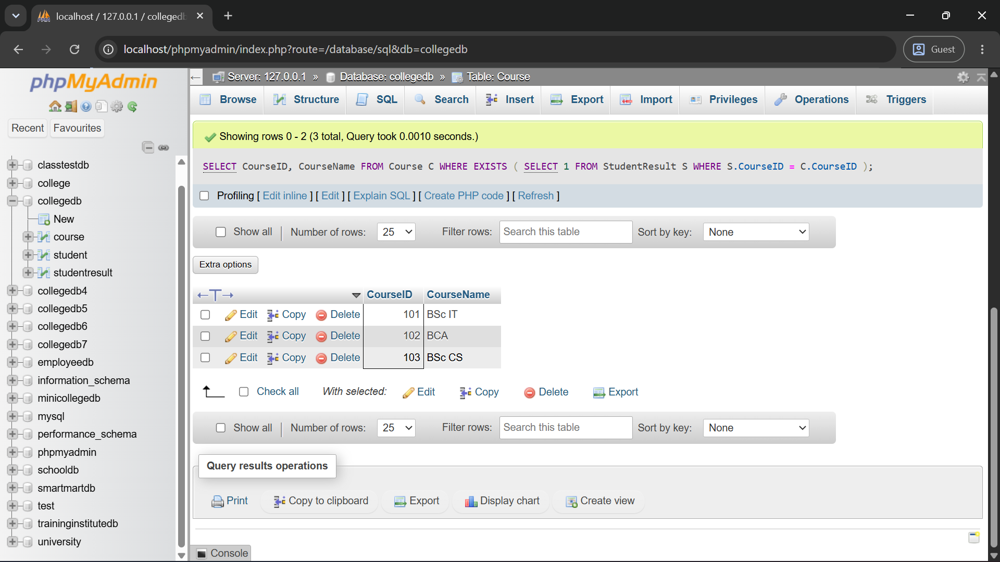 localhost / 127.0.0.1 / collegedb
localhost/phpmyadmin/index.php?route=/database/sql&db=collegedb
Guest
phpMyAdmin
Recent Favourites
classtestdb
college
collegedb
New
course
student
studentresult
collegedb4
collegedb5
collegedb6
collegedb7
employeedb
information_schema
minicollegedb
mysql
performance_schema
phpmyadmin
schooldb
smartmartdb
test
traininginstitutedb
university
Server: 127.0.0.1 » Database: collegedb » Table: Course
Browse Structure SQL Search Insert Export Import Privileges Operations Triggers
Showing rows 0 - 2 (3 total, Query took 0.0010 seconds.)
SELECT CourseID, CourseName FROM Course C WHERE EXISTS ( SELECT 1 FROM StudentResult S WHERE S.CourseID = C.CourseID );
Profiling [ Edit inline ] [ Edit ] [ Explain SQL ] [ Create PHP code ] [ Refresh ]
Show all Number of rows: 25 Filter rows: Search this table Sort by key: None
Extra options
CourseID CourseName
Edit Copy Delete 101 BSc IT
Edit Copy Delete 102 BCA
Edit Copy Delete 103 BSc CS
Check all With selected: Edit Copy Delete Export
Show all Number of rows: 25 Filter rows: Search this table Sort by key: None
Query results operations
Print Copy to clipboard Export Display chart Create view
Console